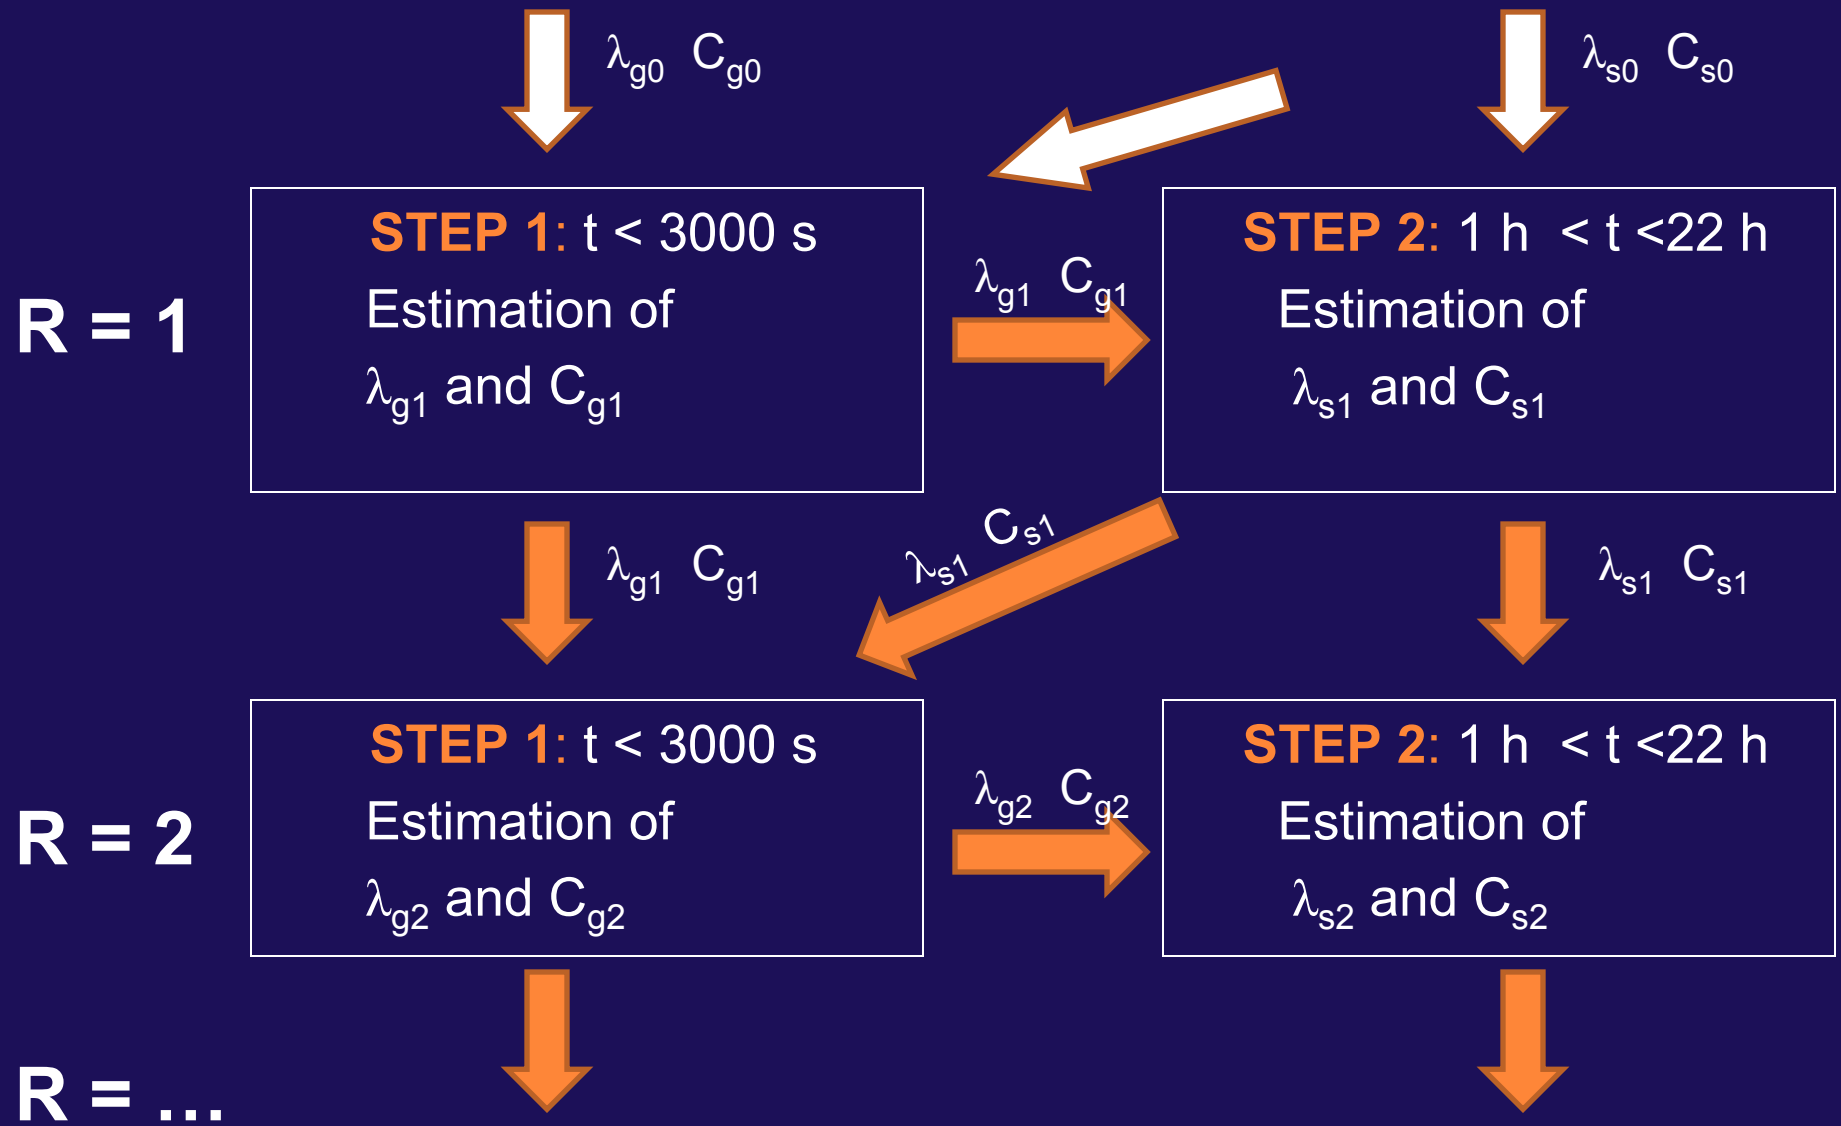 λg0 Cg0
λs0 Cs0
R = 1
STEP 1: t < 3000 s
Estimation of
λg1 and Cg1
λg1 Cg1
STEP 2: 1 h < t <22 h
Estimation of
λs1 and Cs1
λg1 Cg1
λs1 Cs1
λs1 Cs1
R = 2
STEP 1: t < 3000 s
Estimation of
λg2 and Cg2
λg2 Cg2
STEP 2: 1 h < t <22 h
Estimation of
λs2 and Cs2
R = ...